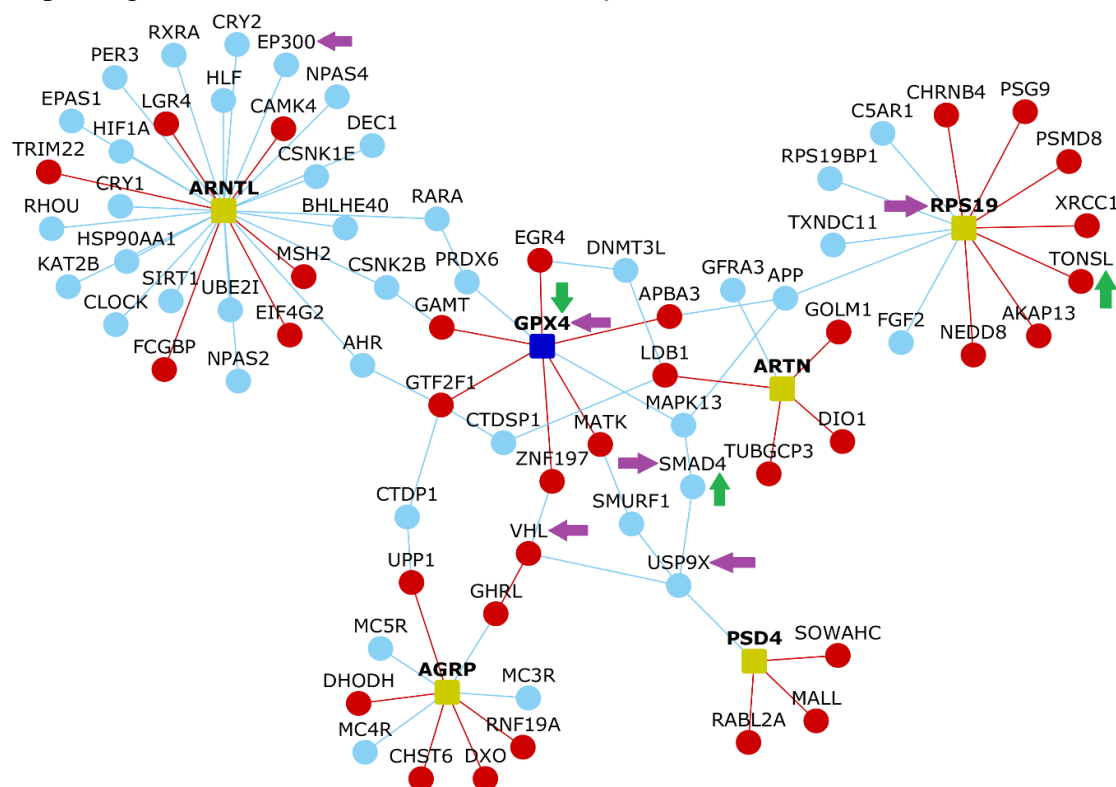 CRY2
RXRA
EP300
PER3
HLF
NPAS4
EPAS1
LGR4
CAMK4
DEC1
HIF1A
TRIM22
CSNK1E
CRY1
ARNTL
RHOU
BHLHE40
RARA
HSP90AA1
MSH2
KAT2B
SIRT1
UBE2I
CSNK2B
PRDX6
CLOCK
EIF4G2
GAMT
FCGBP
NPAS2
AHR
EGR4
DNMT3L
GFRA3
APP
APBA3
GPX4
GOLM1
LDB1
ARTN
GTF2F1
CTDSP1
MATK
MAPK13
DIO1
TUBGCP3
ZNF197
SMAD4
SMURF1
CTDP1
VHL
USP9X
UPP1
GHRL
CHRNB4
PSG9
C5AR1
PSMD8
RPS19BP1
RPS19
XRCC1
TXNDC11
TONSL
FGF2
NEDD8
AKAP13
MC5R
AGRP
MC3R
DHODH
RNF19A
MC4R
CHST6
DXO
PSD4
SOWAHC
MALL
RABL2A